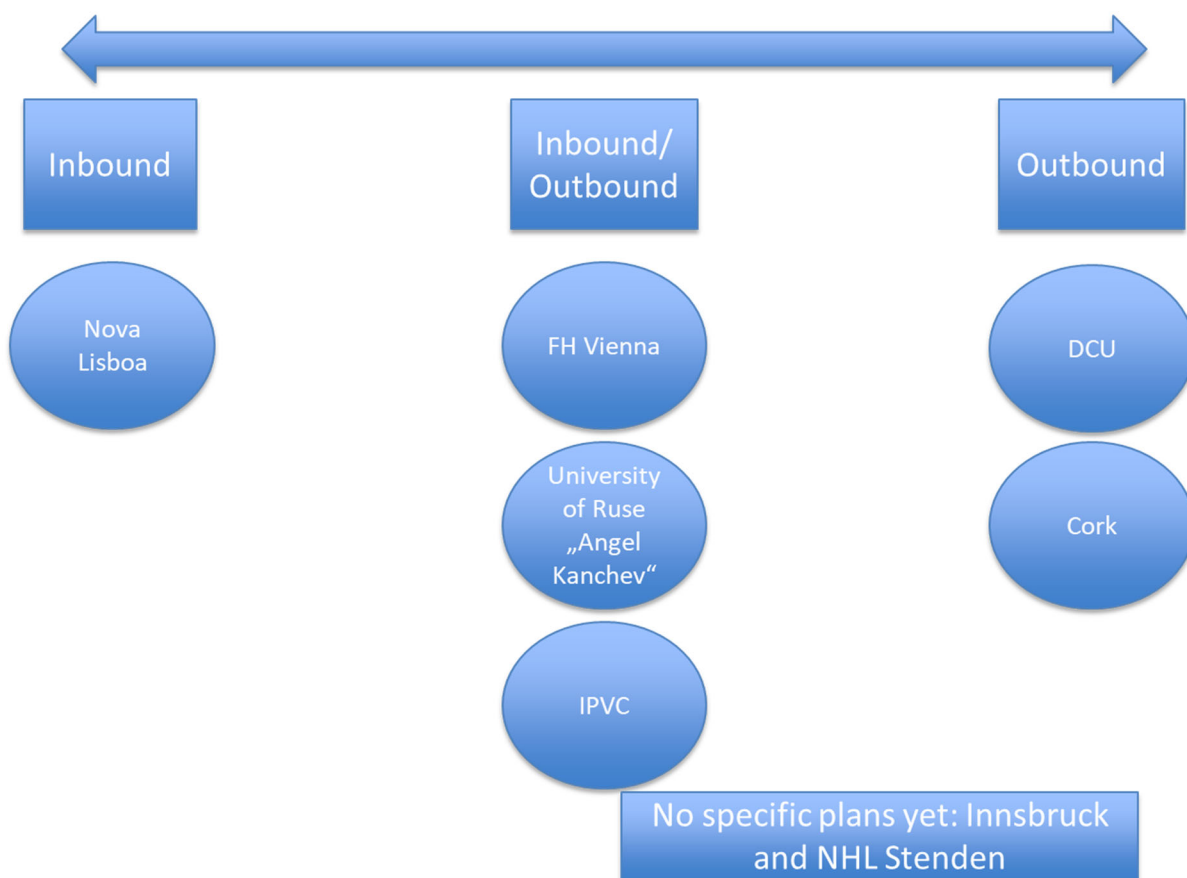 Inbound
Inbound/
Outbound
Outbound
Nova
Lisboa
FH Vienna
DCU
University
of Ruse
„Angel
Kanchev“
Cork
IPVC
No specific plans yet: Innsbruck
and NHL Stenden